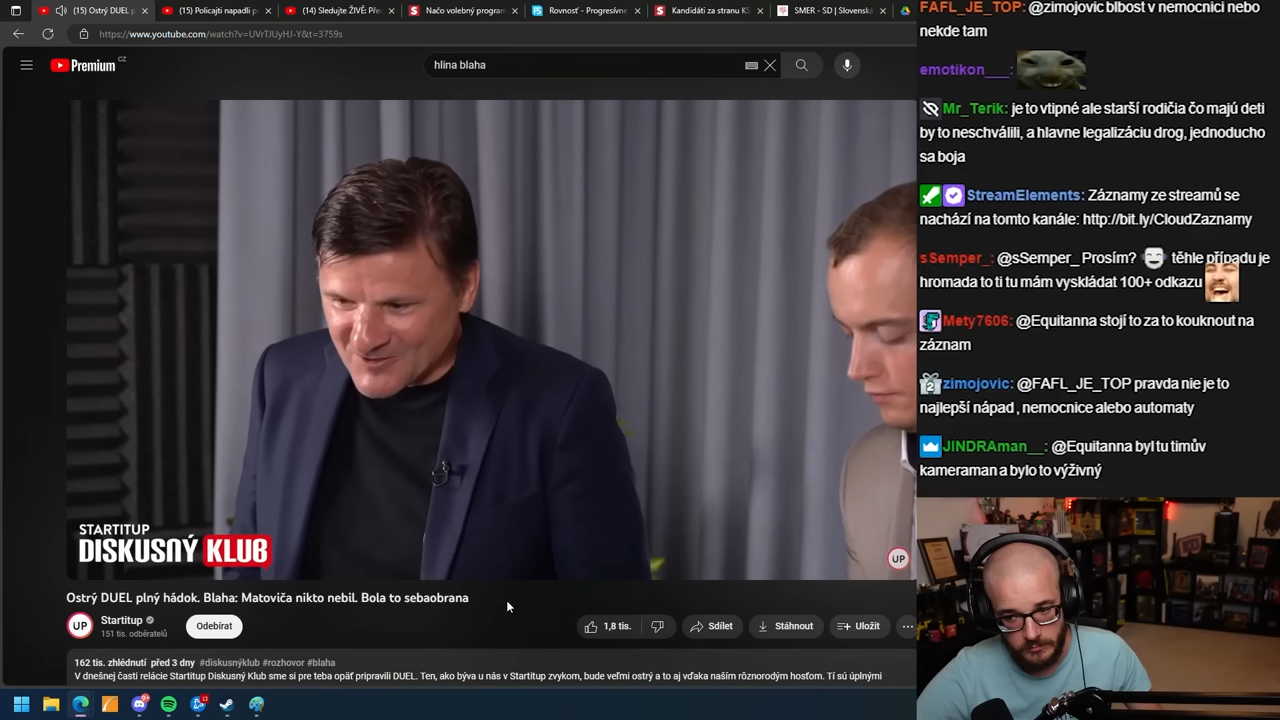 (15) Ostrý DUEL p
(15) Policajti napadli p
(14) Sledujte ŽIVĚ: Pře
Načo volebný program
Rovnosť - Progresívne
Kandidáti za stranu KS
SMER - SD | Slovensk
https://www.youtube.com/watch?v=UVrTJUyHJ-Y&t=3759s
Premium CZ
hlina blaha
STARTITUP
DISKUSNÝ KLUB
UP
Ostrý DUEL plný hádok. Blaha: Matoviča nikto nebil. Bola to sebaobrana
UP
Startitup
151 tis. odběratelů
Odebírat
1,8 tis.
Sdílet
Stáhnout
Uložit
162 tis. zhlédnutí před 3 dny #diskusnýklub #rozhovor #blaha
V dnešnej časti relácie Startitup Diskusný Klub sme si pre teba opäť pripravili DUEL. Ten, ako býva u nás v Startitup zvykom, bude veľmi ostrý a to aj vďaka naším rôznorodým hosťom. Tí sú úplnými
FAFL_JE_TOP: @zimojovic blbost v nemocnici nebo
nekde tam
emotikon___:
Mr_Terik: je to vtipné ale starší rodičia čo majú deti
by to neschválili, a hlavne legalizáciu drog, jednoducho
sa boja
StreamElements: Záznamy ze streamů se
nachází na tomto kanále: http://bit.ly/CloudZaznamy
sSemper_: @sSemper_ Prosím? těhle případu je
hromada to ti tu mám vyskládat 100+ odkazu
Mety7606: @Equitanna stojí to za to kouknout na
záznam
2 zimojovic: @FAFL_JE_TOP pravda nie je to
najlepší nápad , nemocnice alebo automaty
JINDRAman__: @Equitanna byl tu timův
kameraman a bylo to výživný